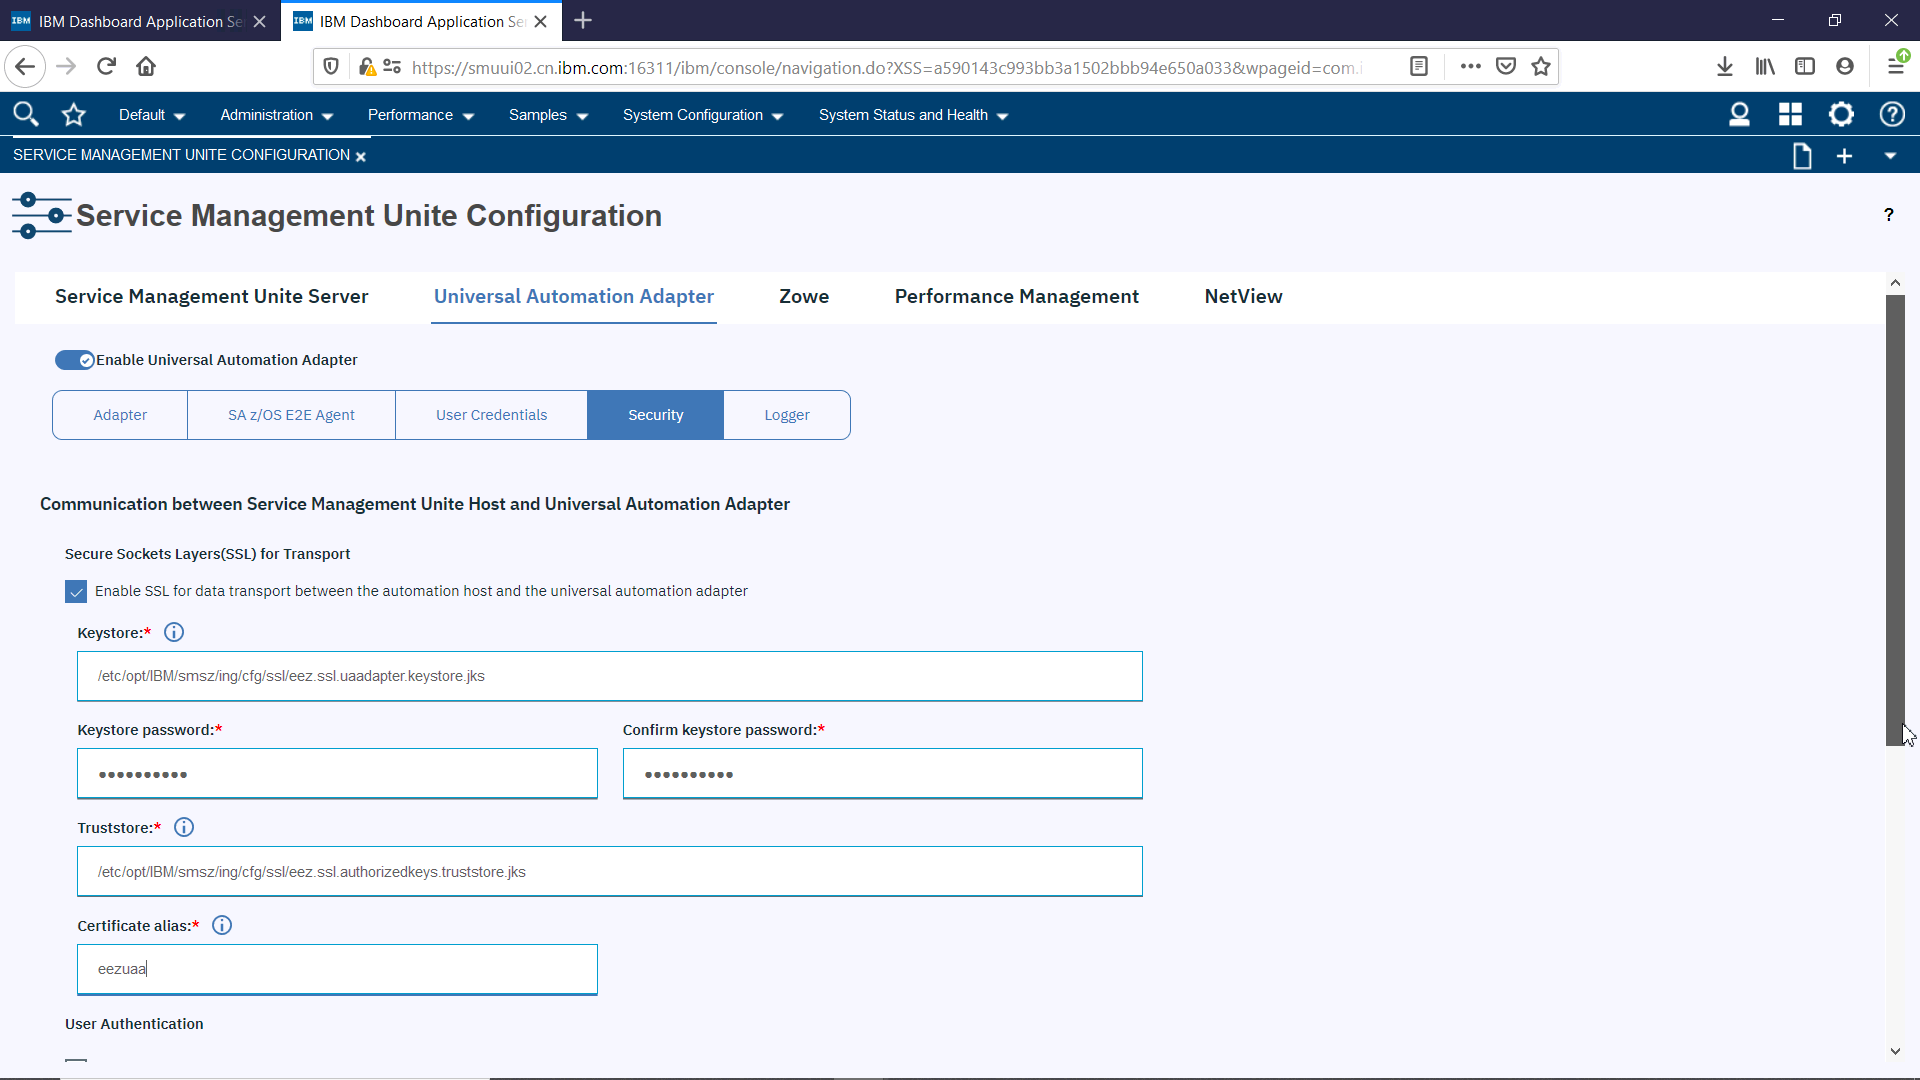 IBM IBM Dashboard Application Se
IBM IBM Dashboard Application Se
https://smuui02.cn.ibm.com:16311/ibm/console/navigation.do?XSS=a590143c993bb3a1502bbb94e650a033&wpageid=com.i
Default Administration Performance Samples System Configuration System Status and Health
SERVICE MANAGEMENT UNITE CONFIGURATION
Service Management Unite Configuration
?
Service Management Unite Server Universal Automation Adapter Zowe Performance Management NetView
Enable Universal Automation Adapter
Adapter SA z/OS E2E Agent User Credentials Security Logger
Communication between Service Management Unite Host and Universal Automation Adapter
Secure Sockets Layers(SSL) for Transport
Enable SSL for data transport between the automation host and the universal automation adapter
Keystore:*
/etc/opt/IBM/smsz/ing/cfg/ssl/eez.ssl.uaadapter.keystore.jks
Keystore password:* Confirm keystore password:*
•••••••••• ••••••••••
Truststore:*
/etc/opt/IBM/smsz/ing/cfg/ssl/eez.ssl.authorizedkeys.truststore.jks
Certificate alias:*
eezuaa
User Authentication